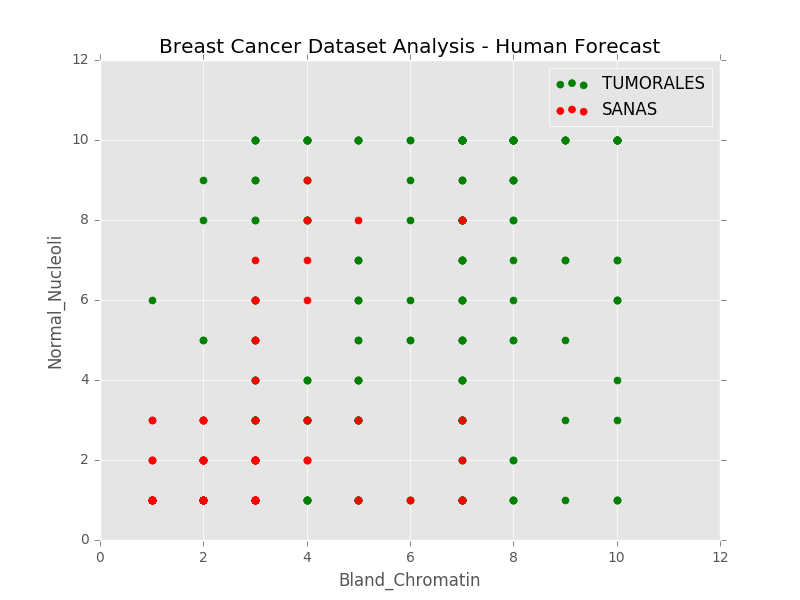 Breast Cancer Dataset Analysis - Human Forecast
TUMORALES
SANAS
Normal_Nucleoli
12
10
8
6
4
2
0
0 2 4 6 8 10 12
Bland_Chromatin